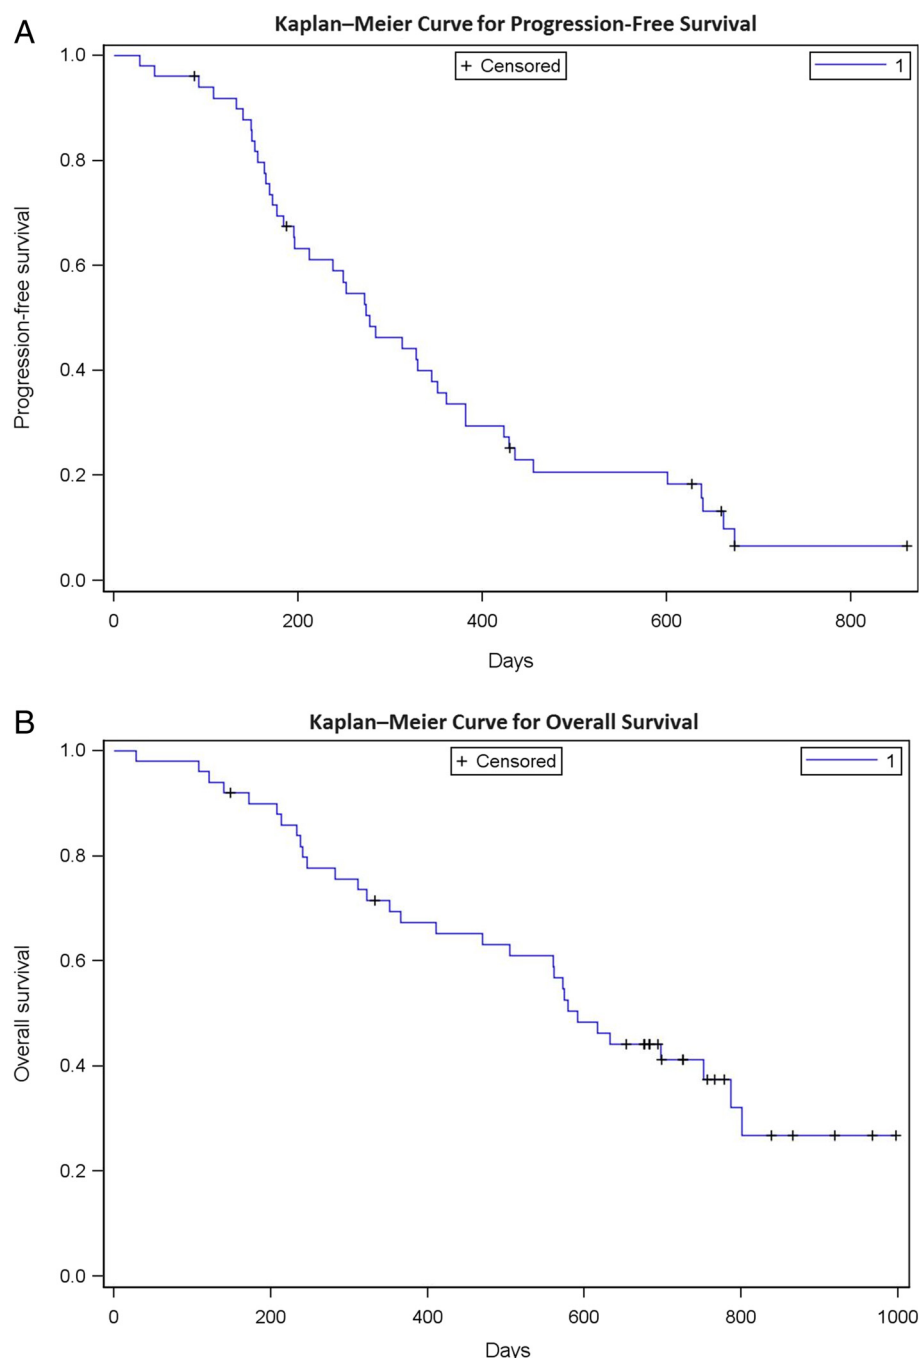 A
Kaplan–Meier Curve for Progression-Free Survival
+ Censored
1
Progression-free survival
1.0
0.8
0.6
0.4
0.2
0.0
0 200 400 600 800
Days
B
Kaplan–Meier Curve for Overall Survival
+ Censored
1
Overall survival
1.0
0.8
0.6
0.4
0.2
0.0
0 200 400 600 800 1000
Days